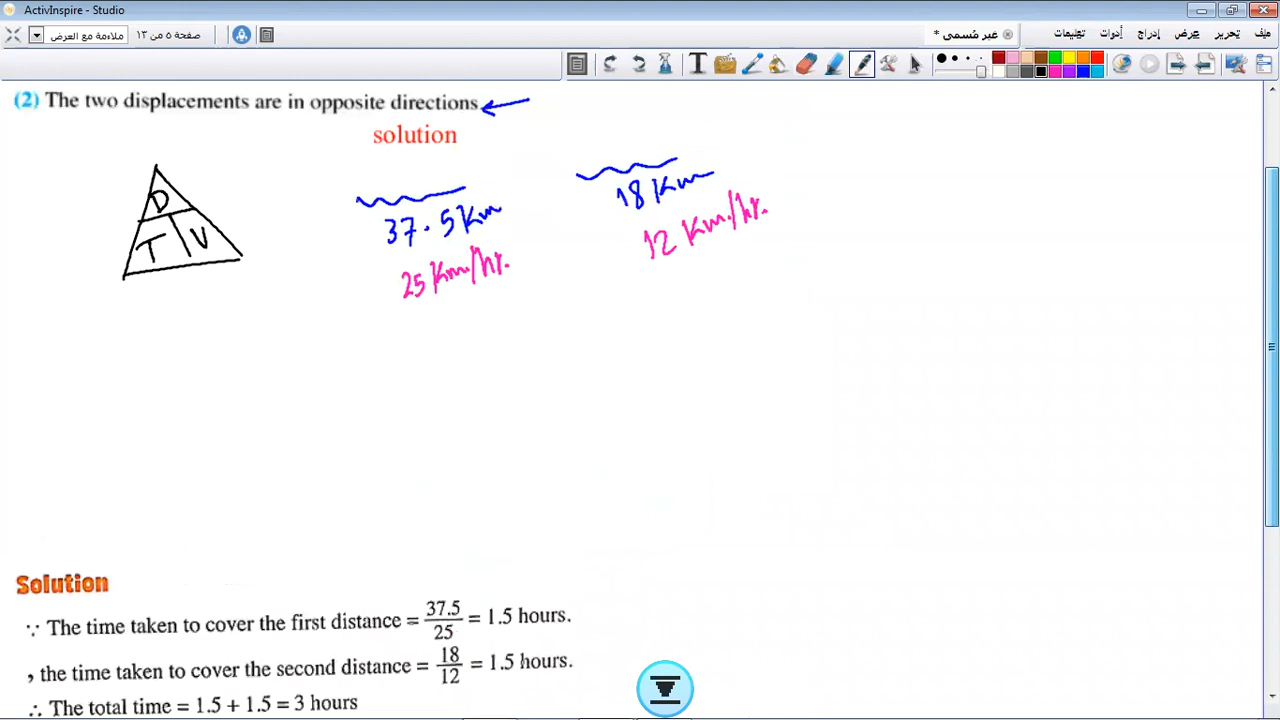 ActivInspire - Studio
ملف تحرير عرض إدراج أدوات تعليمات
غير مُسمى *
صفحة ٥ من ١٣
ملاءمة مع العرض
T
(2) The two displacements are in opposite directions
solution
D
T V
37.5 Km
25 Km/hr.
18 Km
12 Km./hr.
Solution
∵ The time taken to cover the first distance = 37.5/25 = 1.5 hours.
, the time taken to cover the second distance = 18/12 = 1.5 hours.
∴ The total time = 1.5 + 1.5 = 3 hours